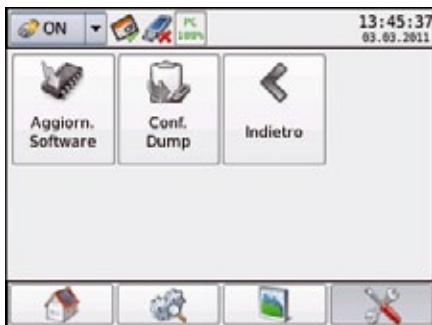 ON
PC
100%
13:45:37
03.03.2011
Aggiorn.
Software
Conf.
Dump
Indietro